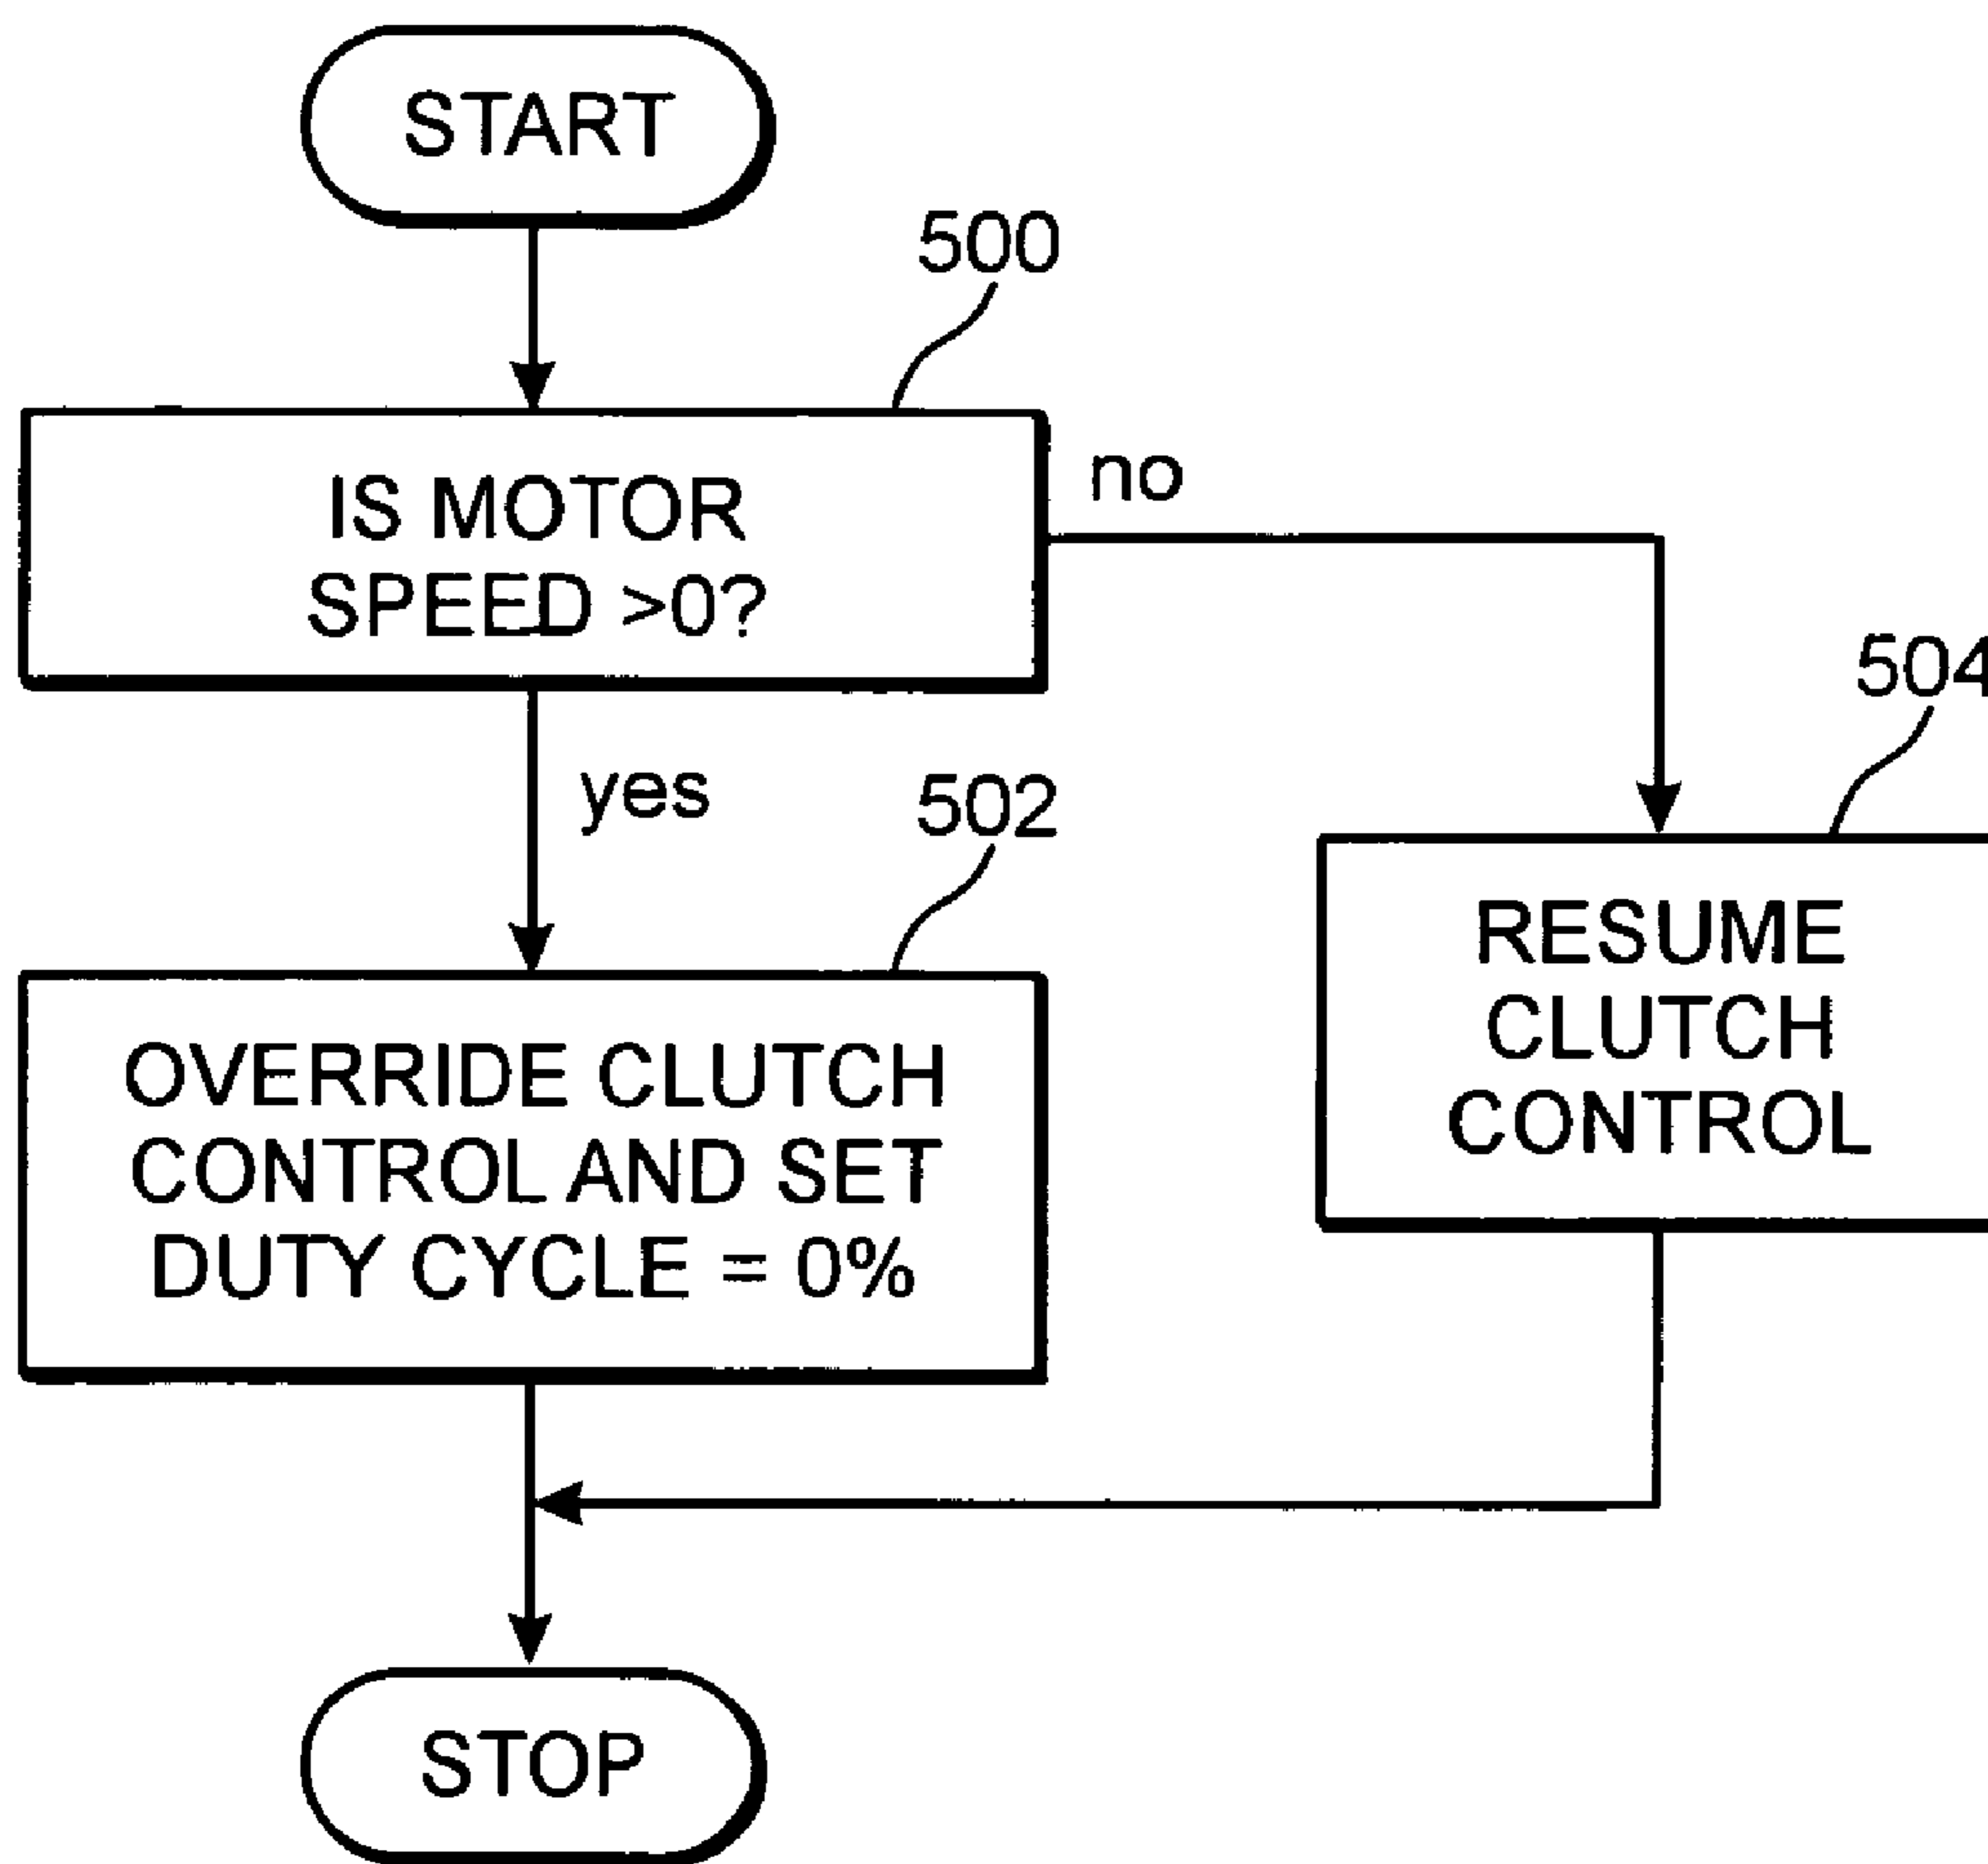 START
500
IS MOTOR
SPEED >0?
no
yes
502
504
OVERRIDE CLUTCH
CONTROL AND SET
DUTY CYCLE = 0%
RESUME
CLUTCH
CONTROL
STOP